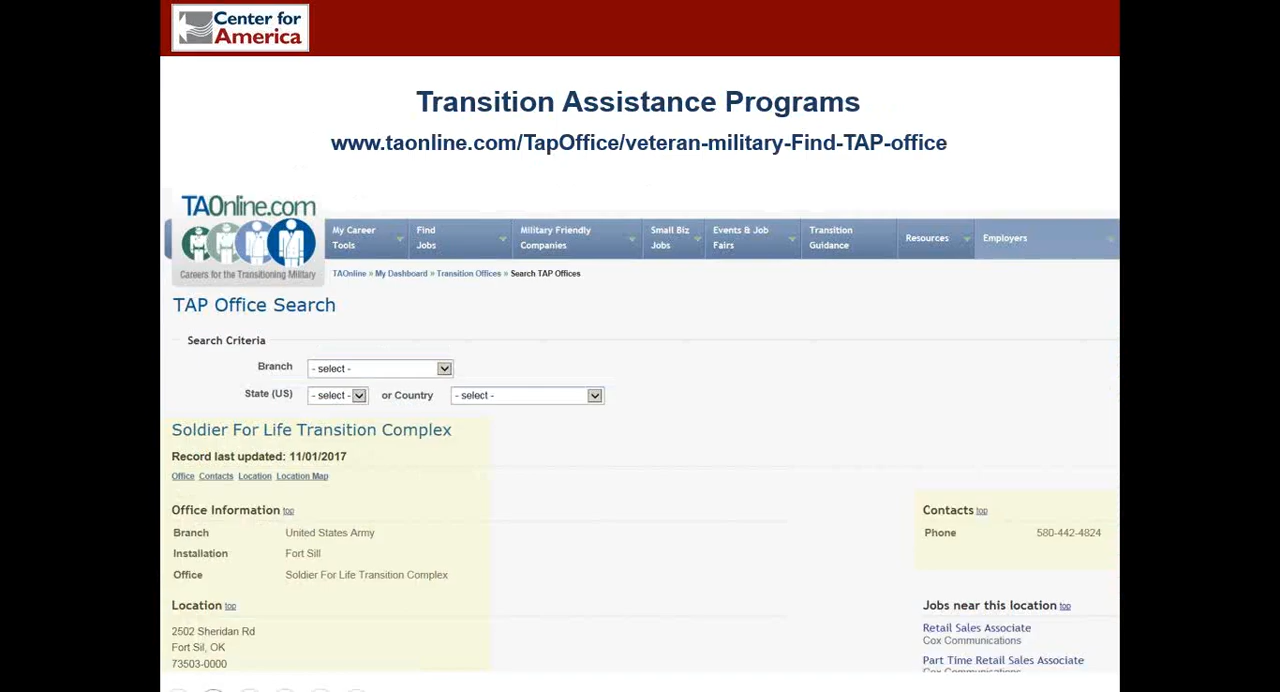 Center for
America
Transition Assistance Programs
www.taonline.com/TapOffice/veteran-military-Find-TAP-office
TAOnline.com
Careers for the Transitioning Military
My Career
Tools
Find
Jobs
Military Friendly
Companies
Small Biz
Jobs
Events & Job
Fairs
Transition
Guidance
Resources
Employers
TAOnline » My Dashboard » Transition Offices » Search TAP Offices
TAP Office Search
Search Criteria
Branch - select -
State (US) - select - or Country - select -
Soldier For Life Transition Complex
Record last updated: 11/01/2017
Office Contacts Location Location Map
Office Information top
Branch United States Army
Installation Fort Sill
Office Soldier For Life Transition Complex
Location top
2502 Sheridan Rd
Fort Sil, OK
73503-0000
Contacts top
Phone 580-442-4824
Jobs near this location top
Retail Sales Associate
Cox Communications
Part Time Retail Sales Associate
Cox Communications